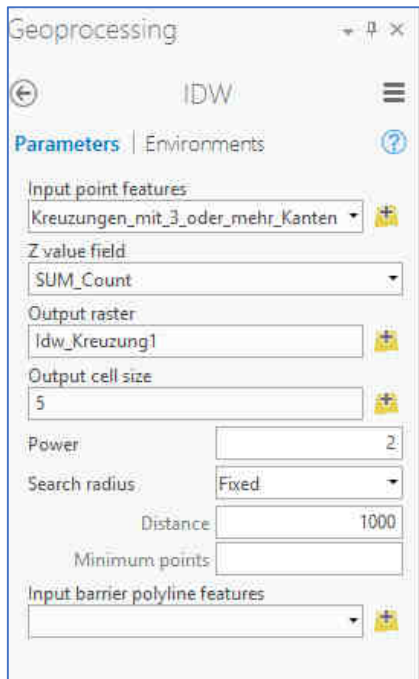 Geoprocessing
IDW
Parameters | Environments
Input point features
Kreuzungen_mit_3_oder_mehr_Kanten
Z value field
SUM_Count
Output raster
Idw_Kreuzung1
Output cell size
5
Power 2
Search radius Fixed
Distance 1000
Minimum points
Input barrier polyline features